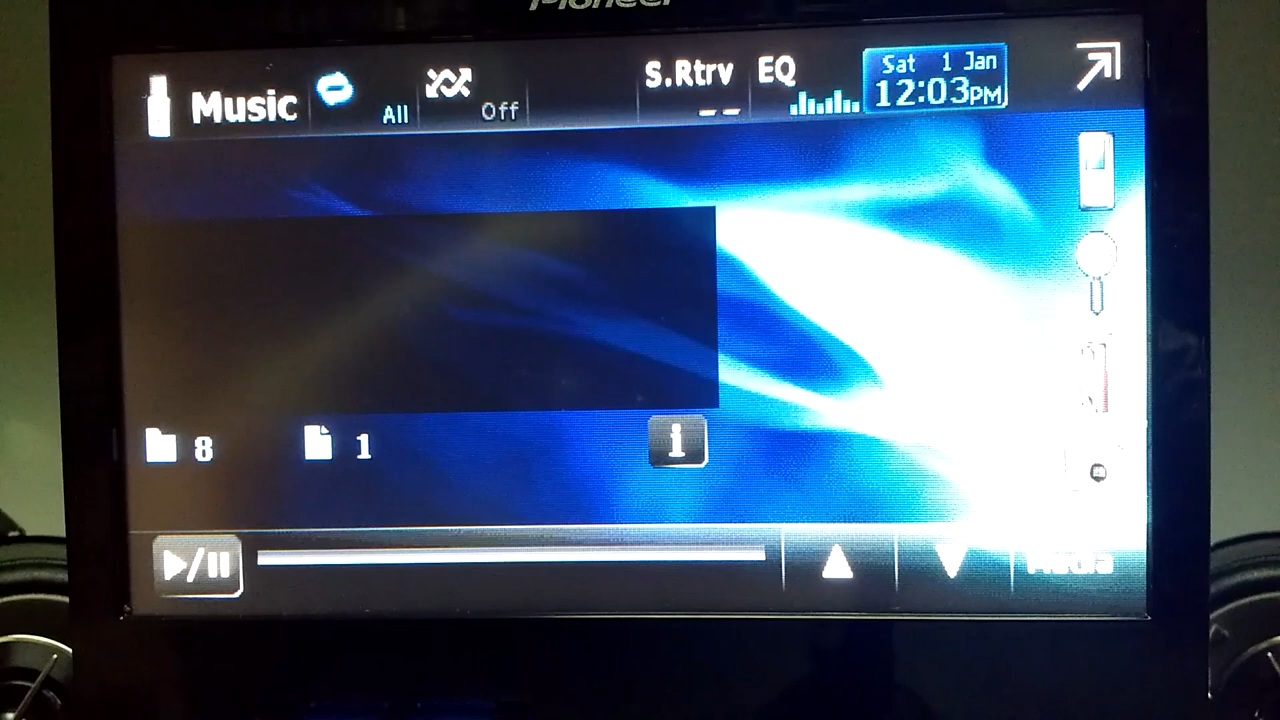 Pioneer
Music
All
Off
S.Rtrv
EQ
Sat 1 Jan
12:03PM
8
1
i